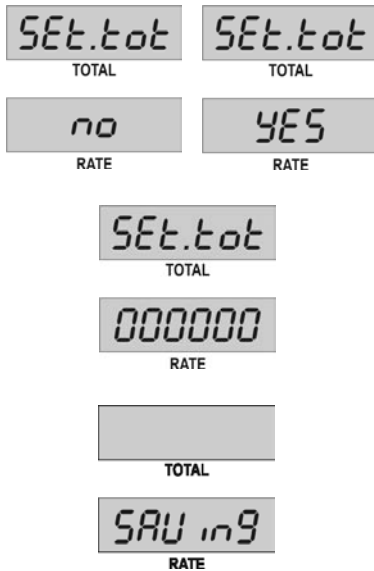 SEt.tot SEt.tot
TOTAL TOTAL
no YES
RATE RATE
SEt.tot
TOTAL
000000
RATE
TOTAL
SAVing
RATE